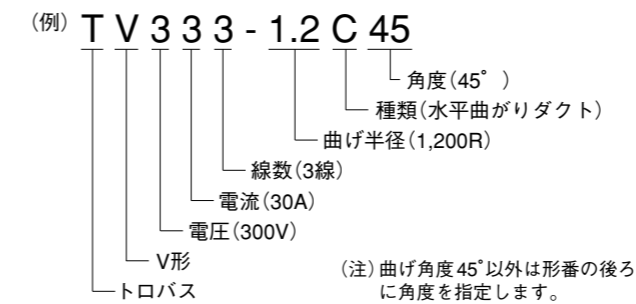 (例) TV333-1.2C45
角度(45°)
種類(水平曲がりダクト)
曲げ半径(1,200R)
線数(3線)
電流(30A)
電圧(300V)
V形
トロバス
(注)曲げ角度45°以外は形番の後ろ
に角度を指定します。